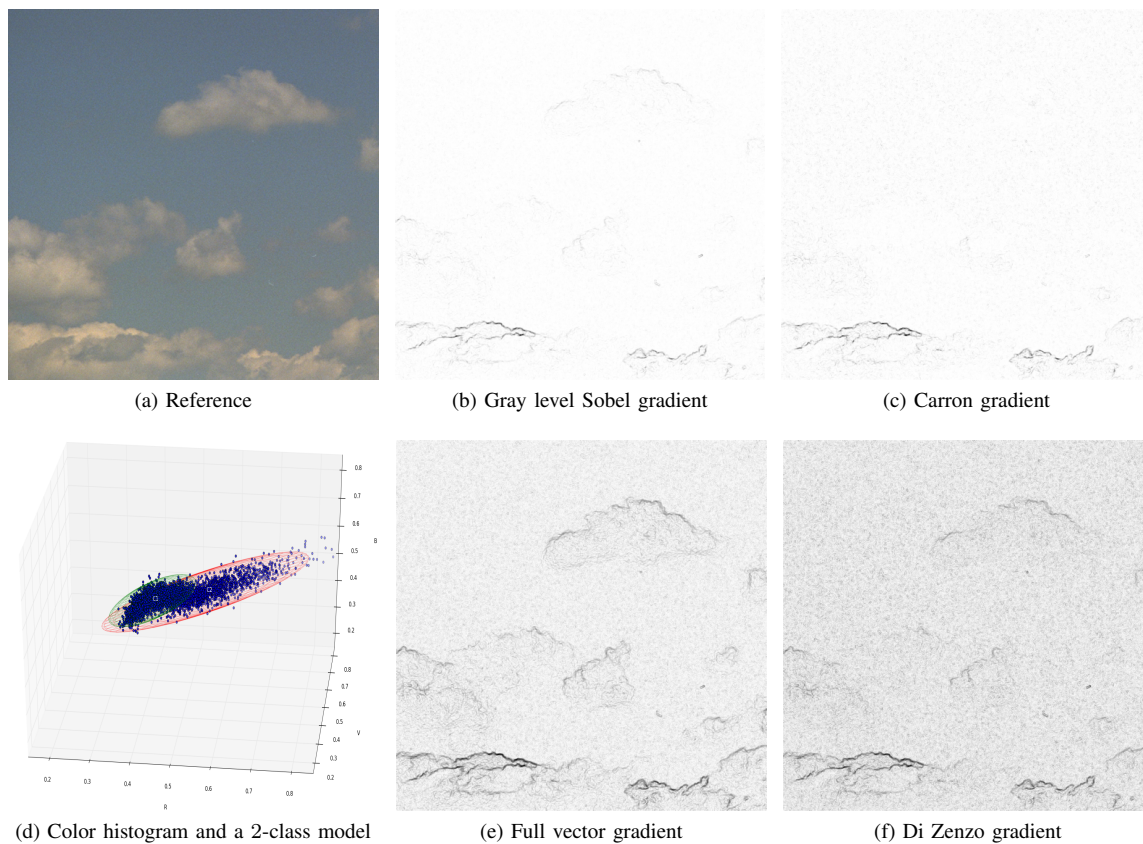 (a) Reference
(b) Gray level Sobel gradient
(c) Carron gradient
0.8
0.7
0.6
B
0.5
0.4
0.3
0.2
0.8
0.7
0.6
0.5
V
0.4
0.3
0.2
0.2
0.3
0.4
0.5
0.6
0.7
0.8
R
(d) Color histogram and a 2-class model
(e) Full vector gradient
(f) Di Zenzo gradient